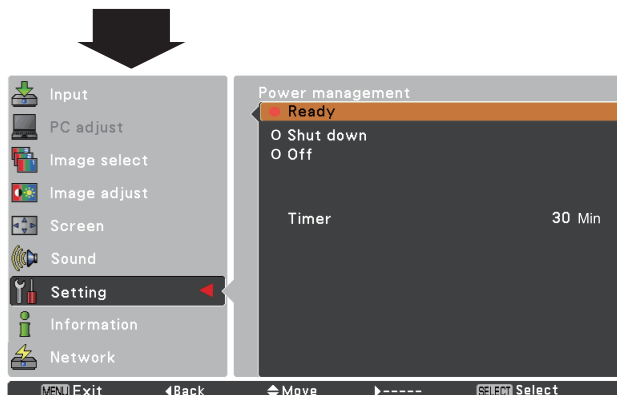 Input
PC adjust
Image select
Image adjust
Screen
Sound
Setting
Information
Network
Power management
Ready
Shut down
Off
Timer 30 Min
MENU Exit Back Move ----- SELECT Select